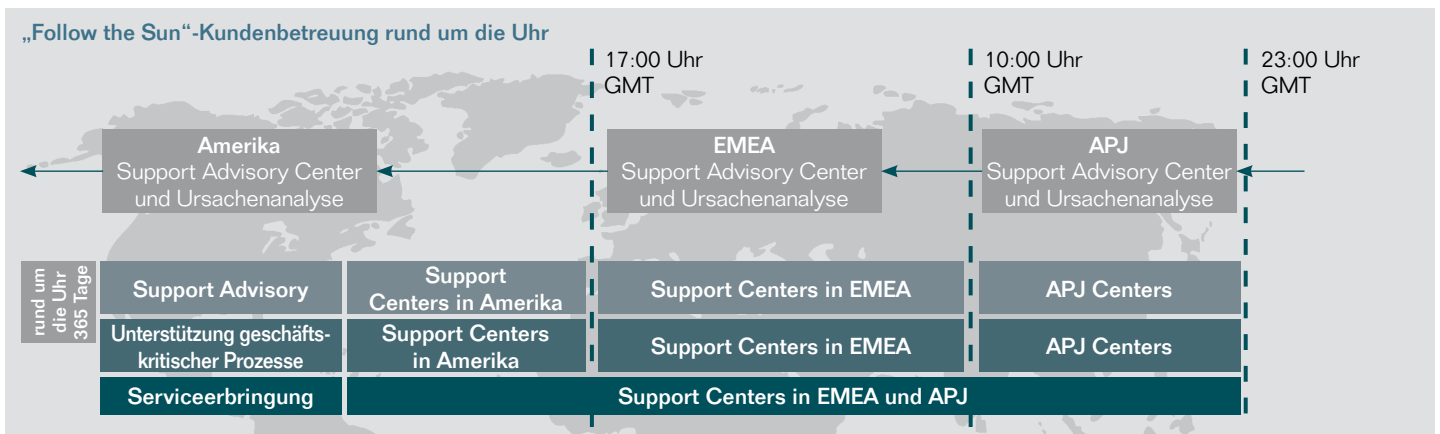 „Follow the Sun“-Kundenbetreuung rund um die Uhr
17:00 Uhr
GMT
10:00 Uhr
GMT
23:00 Uhr
GMT
Amerika
Support Advisory Center
und Ursachenanalyse
EMEA
Support Advisory Center
und Ursachenanalyse
APJ
Support Advisory Center
und Ursachenanalyse
rund um
die Uhr
365 Tage
Support Advisory
Support
Centers in Amerika
Support Centers in EMEA
APJ Centers
Unterstützung geschäfts-
kritischer Prozesse
Support Centers
in Amerika
Support Centers in EMEA
APJ Centers
Serviceerbringung
Support Centers in EMEA und APJ